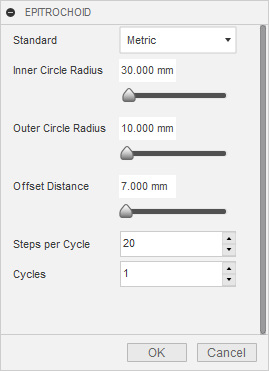 EPITROCHOID
Standard Metric
Inner Circle Radius 30.000 mm
Outer Circle Radius 10.000 mm
Offset Distance 7.000 mm
Steps per Cycle 20
Cycles 1
OK Cancel